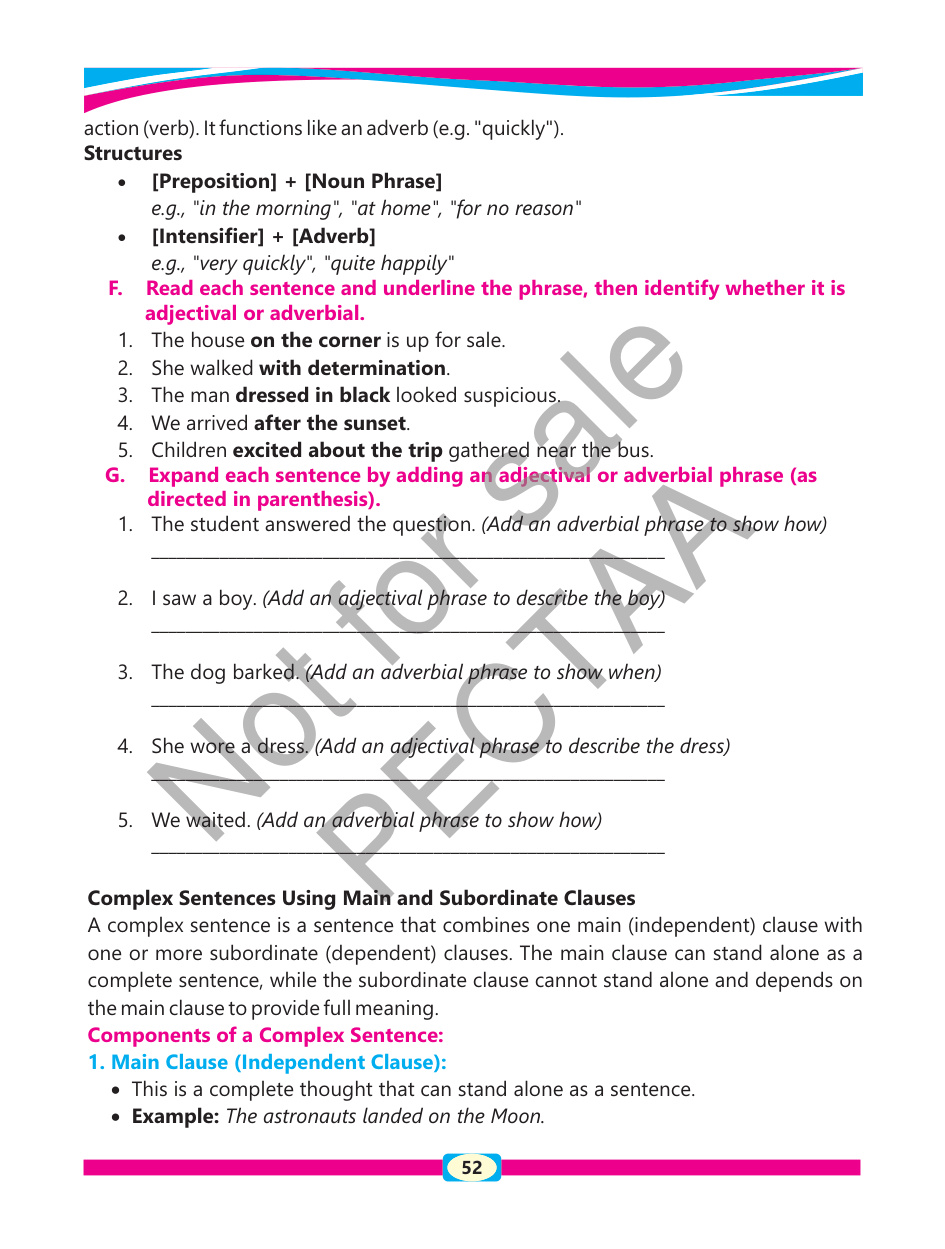 action (verb). It functions like an adverb (e.g. "quickly").
Structures
• [Preposition] + [Noun Phrase]
e.g., "in the morning", "at home", "for no reason"
• [Intensifier] + [Adverb]
e.g., "very quickly", "quite happily"
F. Read each sentence and underline the phrase, then identify whether it is
adjectival or adverbial.
1. The house on the corner is up for sale.
2. She walked with determination.
3. The man dressed in black looked suspicious.
4. We arrived after the sunset.
5. Children excited about the trip gathered near the bus.
G. Expand each sentence by adding an adjectival or adverbial phrase (as
directed in parenthesis).
1. The student answered the question. (Add an adverbial phrase to show how)
2. I saw a boy. (Add an adjectival phrase to describe the boy)
3. The dog barked. (Add an adverbial phrase to show when)
4. She wore a dress. (Add an adjectival phrase to describe the dress)
5. We waited. (Add an adverbial phrase to show how)
Complex Sentences Using Main and Subordinate Clauses
A complex sentence is a sentence that combines one main (independent) clause with
one or more subordinate (dependent) clauses. The main clause can stand alone as a
complete sentence, while the subordinate clause cannot stand alone and depends on
the main clause to provide full meaning.
Components of a Complex Sentence:
1. Main Clause (Independent Clause):
• This is a complete thought that can stand alone as a sentence.
• Example: The astronauts landed on the Moon.
52
Not for sale
PECTAA